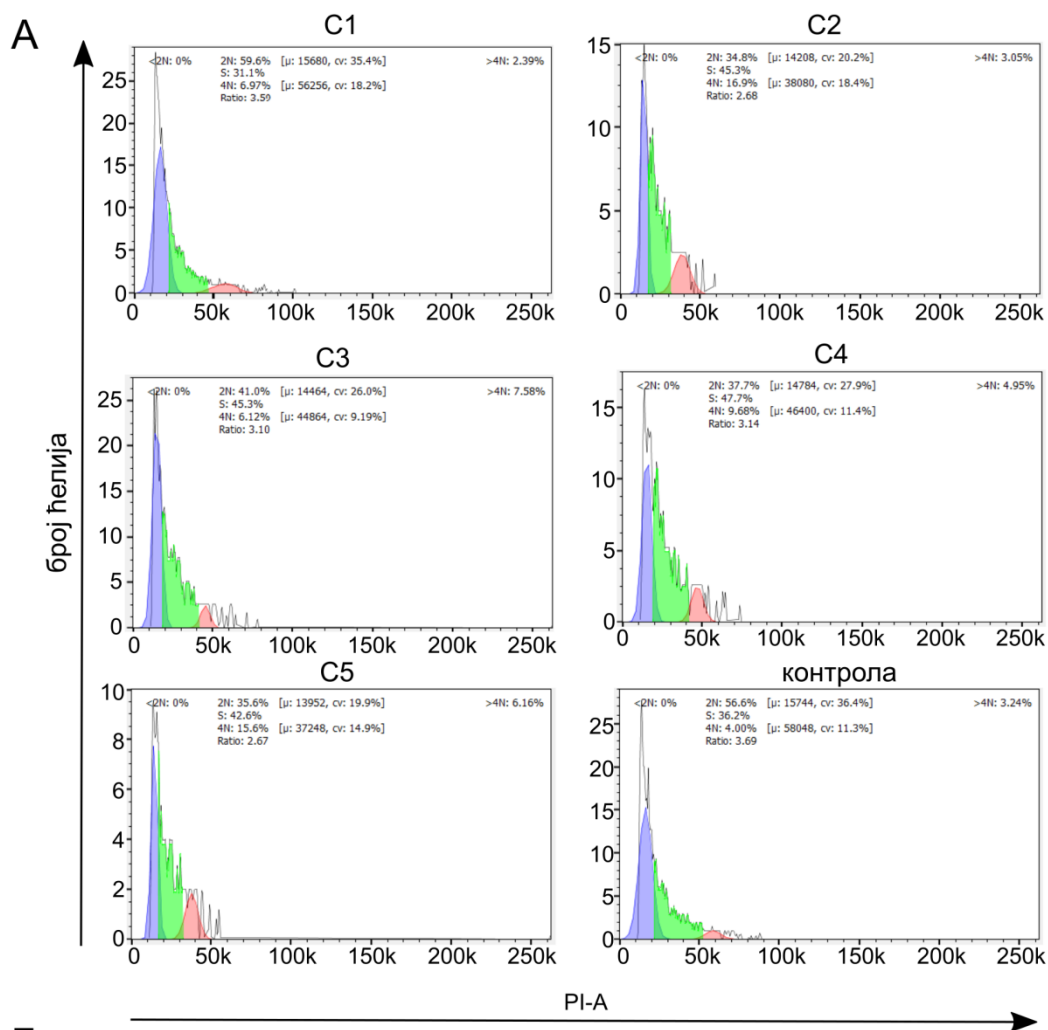 A
C1
<2N: 0% 2N: 59.6% [μ: 15680, cv: 35.4%] >4N: 2.39%
S: 31.1%
4N: 6.97% [μ: 56256, cv: 18.2%]
Ratio: 3.59
25
20
15
10
5
0
0 50k 100k 150k 200k 250k
C2
<2N: 0% 2N: 34.8% [μ: 14208, cv: 20.2%] >4N: 3.05%
S: 45.3%
4N: 16.9% [μ: 38080, cv: 18.4%]
Ratio: 2.68
15
10
5
0
0 50k 100k 150k 200k 250k
C3
<2N: 0% 2N: 41.0% [μ: 14464, cv: 26.0%] >4N: 7.58%
S: 45.3%
4N: 6.12% [μ: 44864, cv: 9.19%]
Ratio: 3.10
25
20
15
10
5
0
0 50k 100k 150k 200k 250k
C4
<2N: 0% 2N: 37.7% [μ: 14784, cv: 27.9%] >4N: 4.95%
S: 47.7%
4N: 9.68% [μ: 46400, cv: 11.4%]
Ratio: 3.14
15
10
5
0
0 50k 100k 150k 200k 250k
C5
<2N: 0% 2N: 35.6% [μ: 13952, cv: 19.9%] >4N: 6.16%
S: 42.6%
4N: 15.6% [μ: 37248, cv: 14.9%]
Ratio: 2.67
10
8
6
4
2
0
0 50k 100k 150k 200k 250k
контрола
<2N: 0% 2N: 56.6% [μ: 15744, cv: 36.4%] >4N: 3.24%
S: 36.2%
4N: 4.00% [μ: 58048, cv: 11.3%]
Ratio: 3.69
25
20
15
10
5
0
0 50k 100k 150k 200k 250k
број ћелија
PI-A